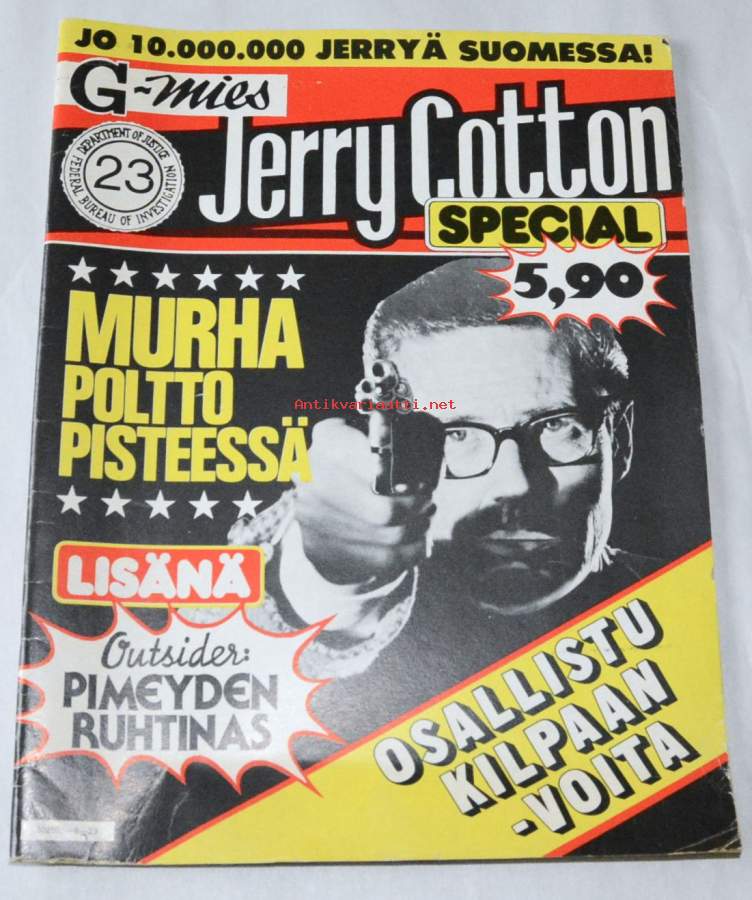 JO 10.000.000 JERRYÄ SUOMESSA!
G-mies
Jerry Cotton
SPECIAL
DEPARTMENT OF JUSTICE
23
FEDERAL BUREAU OF INVESTIGATION
5,90
MURHA
POLTTO
PISTEESSÄ
Antikvariaatti.net
LISÄNÄ
Outsider:
PIMEYDEN
RUHTINAS
OSALLISTU
KILPAAN
-VOITA